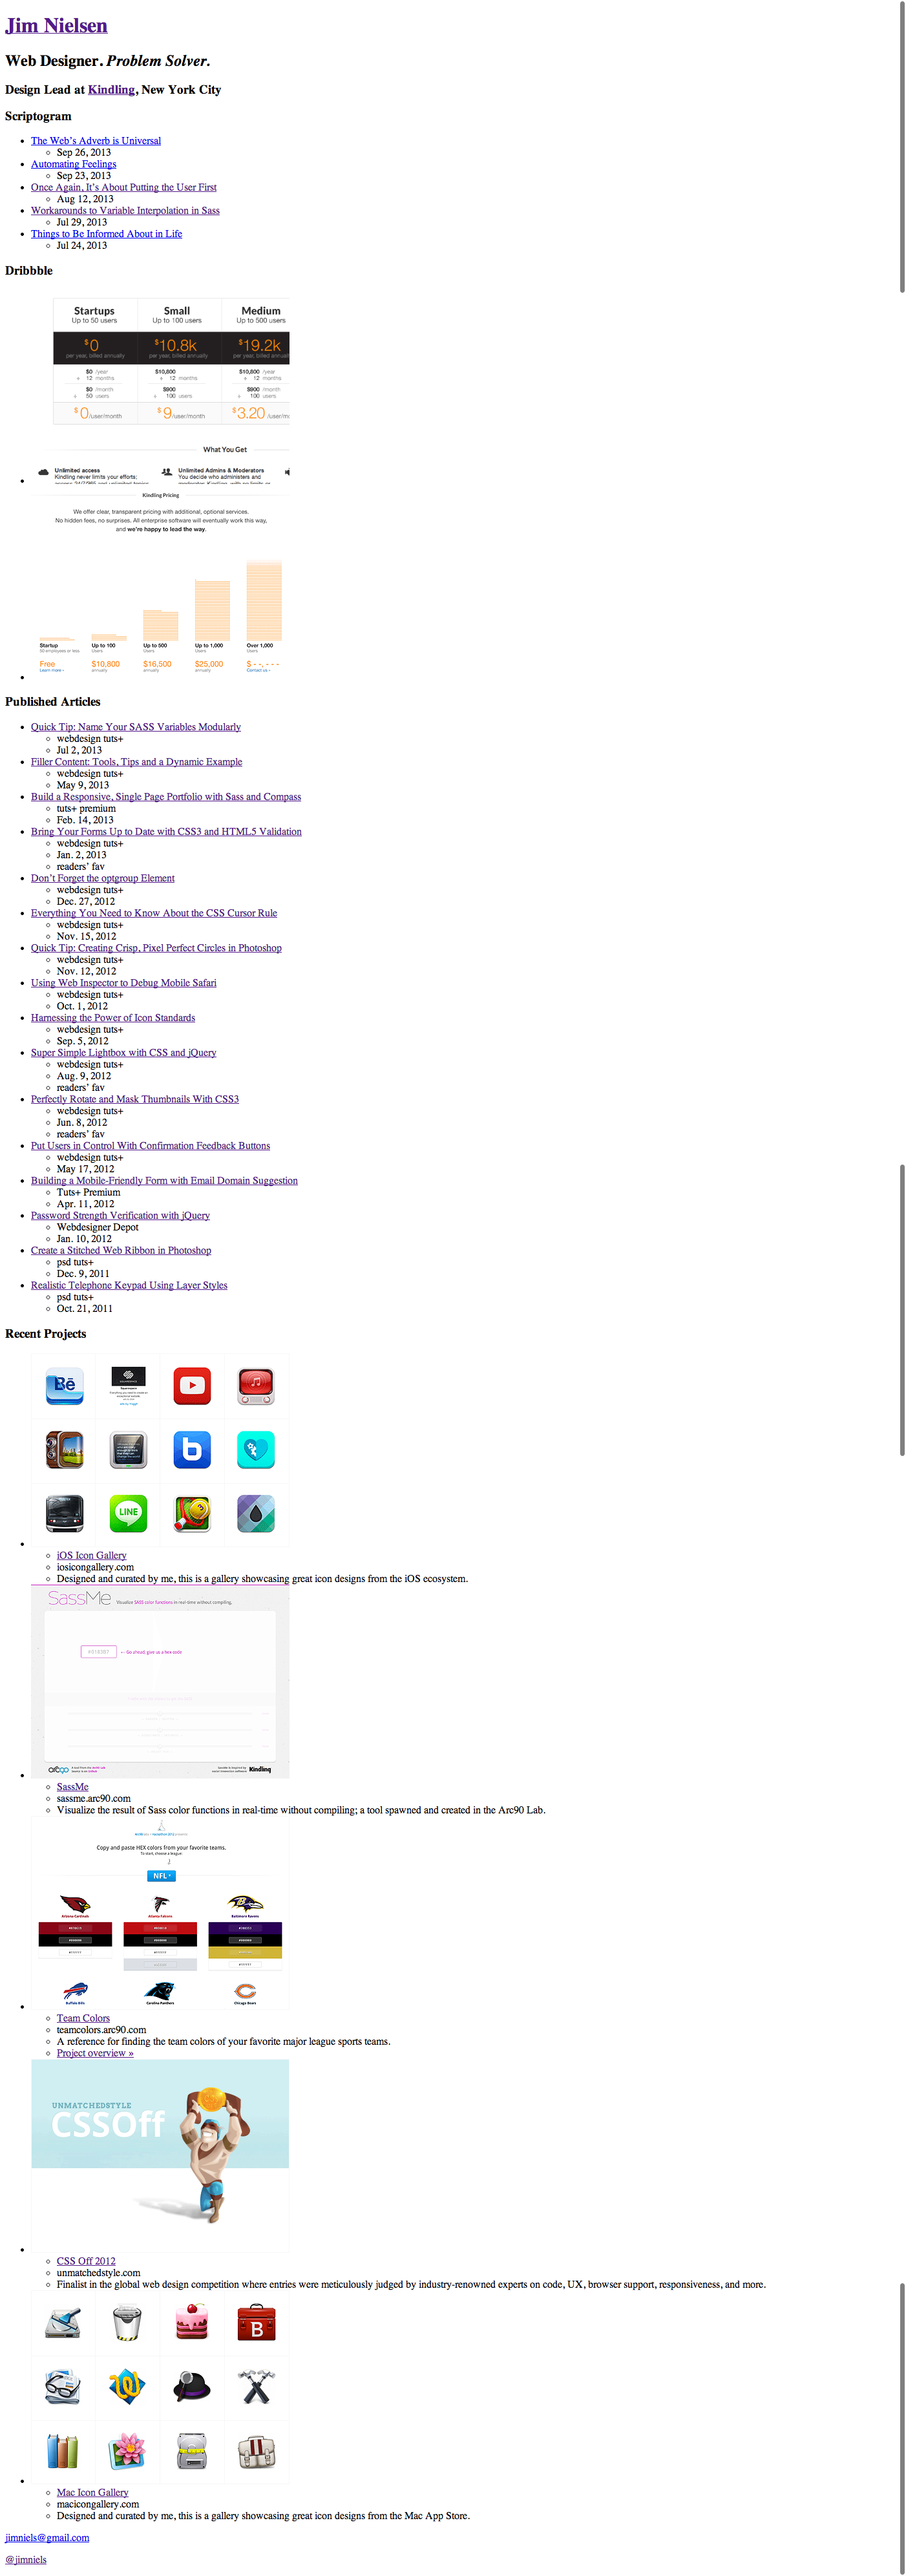 Jim Nielsen
Web Designer. Problem Solver.
Design Lead at Kindling, New York City
Scriptogram
The Web’s Adverb is Universal
Sep 26, 2013
Automating Feelings
Sep 23, 2013
Once Again, It’s About Putting the User First
Aug 12, 2013
Workarounds to Variable Interpolation in Sass
Jul 29, 2013
Things to Be Informed About in Life
Jul 24, 2013
Dribbble
Startups Small Medium
Up to 50 users Up to 100 users Up to 500 users
$0 $10.8k $19.2k
per year, billed annually per year, billed annually per year, billed annual
$0 /year $10,800 /year $10,800 /year
÷ 12 months ÷ 12 months ÷ 12 months
$0 /month $900 /month $900 /month
÷ 50 users ÷ 100 users ÷ 500 users
$0/user/month $9/user/month $3.20 /user/m
What You Get
Unlimited access Unlimited Admins & Moderators
Kindling never limits your efforts; You decide who administers and
Kindling Pricing
We offer clear, transparent pricing with additional, optional services.
No hidden fees, no surprises. All enterprise software will eventually work this way,
and we’re happy to lead the way.
Startup Up to 100 Up to 500 Up to 1,000 Over 1,000
50 employees or less Users Users Users Users
Free $10,800 $16,500 $25,000 $ - -, - - -
Learn more › annually annually annually Contact us ›
Published Articles
Quick Tip: Name Your SASS Variables Modularly
webdesign tuts+
Jul 2, 2013
Filler Content: Tools, Tips and a Dynamic Example
webdesign tuts+
May 9, 2013
Build a Responsive, Single Page Portfolio with Sass and Compass
tuts+ premium
Feb. 14, 2013
Bring Your Forms Up to Date with CSS3 and HTML5 Validation
webdesign tuts+
Jan. 2, 2013
readers’ fav
Don’t Forget the optgroup Element
webdesign tuts+
Dec. 27, 2012
Everything You Need to Know About the CSS Cursor Rule
webdesign tuts+
Nov. 15, 2012
Quick Tip: Creating Crisp, Pixel Perfect Circles in Photoshop
webdesign tuts+
Nov. 12, 2012
Using Web Inspector to Debug Mobile Safari
webdesign tuts+
Oct. 1, 2012
Harnessing the Power of Icon Standards
webdesign tuts+
Sep. 5, 2012
Super Simple Lightbox with CSS and jQuery
webdesign tuts+
Aug. 9, 2012
readers’ fav
Perfectly Rotate and Mask Thumbnails With CSS3
webdesign tuts+
Jun. 8, 2012
readers’ fav
Put Users in Control With Confirmation Feedback Buttons
webdesign tuts+
May 17, 2012
Building a Mobile-Friendly Form with Email Domain Suggestion
Tuts+ Premium
Apr. 11, 2012
Password Strength Verification with jQuery
Webdesigner Depot
Jan. 10, 2012
Create a Stitched Web Ribbon in Photoshop
psd tuts+
Dec. 9, 2011
Realistic Telephone Keypad Using Layer Styles
psd tuts+
Oct. 21, 2011
Recent Projects
Bē
b
LINE
iOS Icon Gallery
iosicongallery.com
Designed and curated by me, this is a gallery showcasing great icon designs from the iOS ecosystem.
SassMe Visualize SASS color functions in real-time without compiling.
← Go ahead, give us a hex code
arc90 Kindling
SassMe
sassme.arc90.com
Visualize the result of Sass color functions in real-time without compiling; a tool spawned and created in the Arc90 Lab.
Copy and paste HEX colors from your favorite teams.
To start, choose a league
NFL
Arizona Cardinals Atlanta Falcons Baltimore Ravens
Buffalo Bills Carolina Panthers Chicago Bears
Team Colors
teamcolors.arc90.com
A reference for finding the team colors of your favorite major league sports teams.
Project overview »
UNMATCHEDSTYLE
CSSOff
CSS Off 2012
unmatchedstyle.com
Finalist in the global web design competition where entries were meticulously judged by industry-renowned experts on code, UX, browser support, responsiveness, and more.
B
Mac Icon Gallery
macicongallery.com
Designed and curated by me, this is a gallery showcasing great icon designs from the Mac App Store.
jimniels@gmail.com
@jimniels